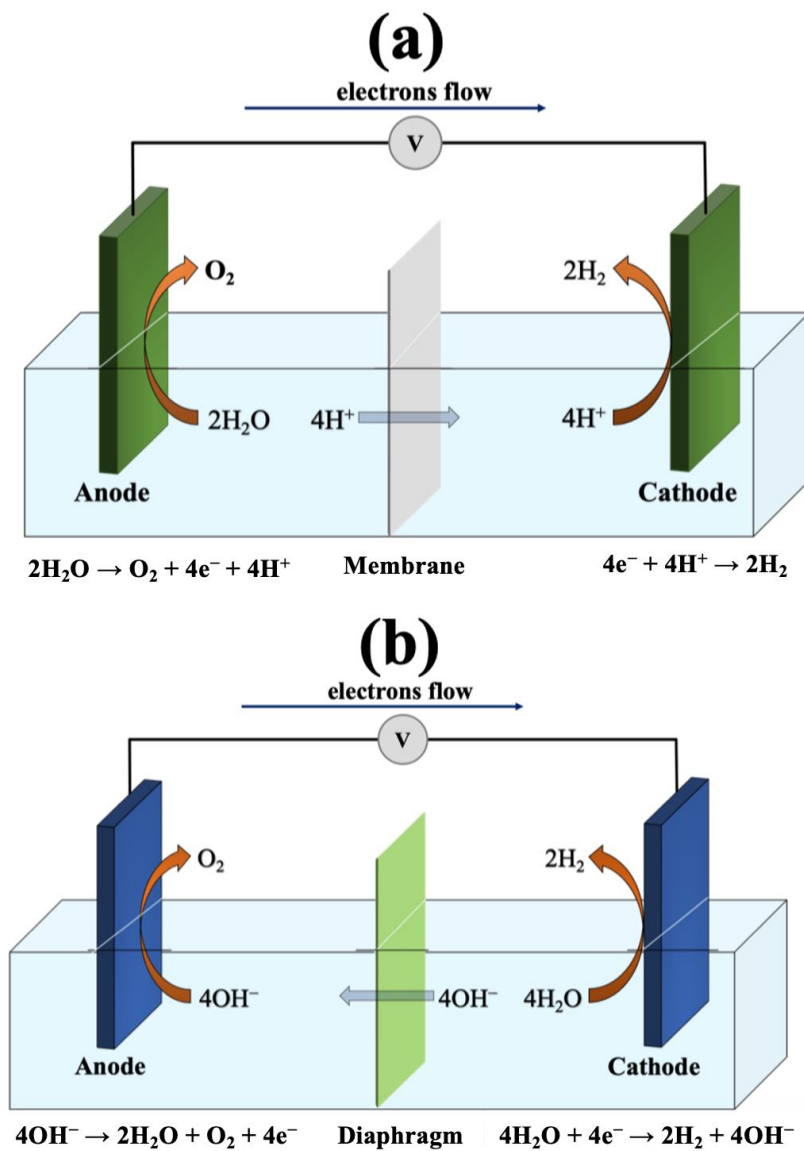 (a)
electrons flow
V
O₂
2H₂
2H₂O
4H⁺
4H⁺
Anode
Cathode
2H₂O → O₂ + 4e⁻ + 4H⁺
Membrane
4e⁻ + 4H⁺ → 2H₂
(b)
electrons flow
V
O₂
2H₂
4OH⁻
4OH⁻
4H₂O
Anode
Cathode
4OH⁻ → 2H₂O + O₂ + 4e⁻
Diaphragm
4H₂O + 4e⁻ → 2H₂ + 4OH⁻